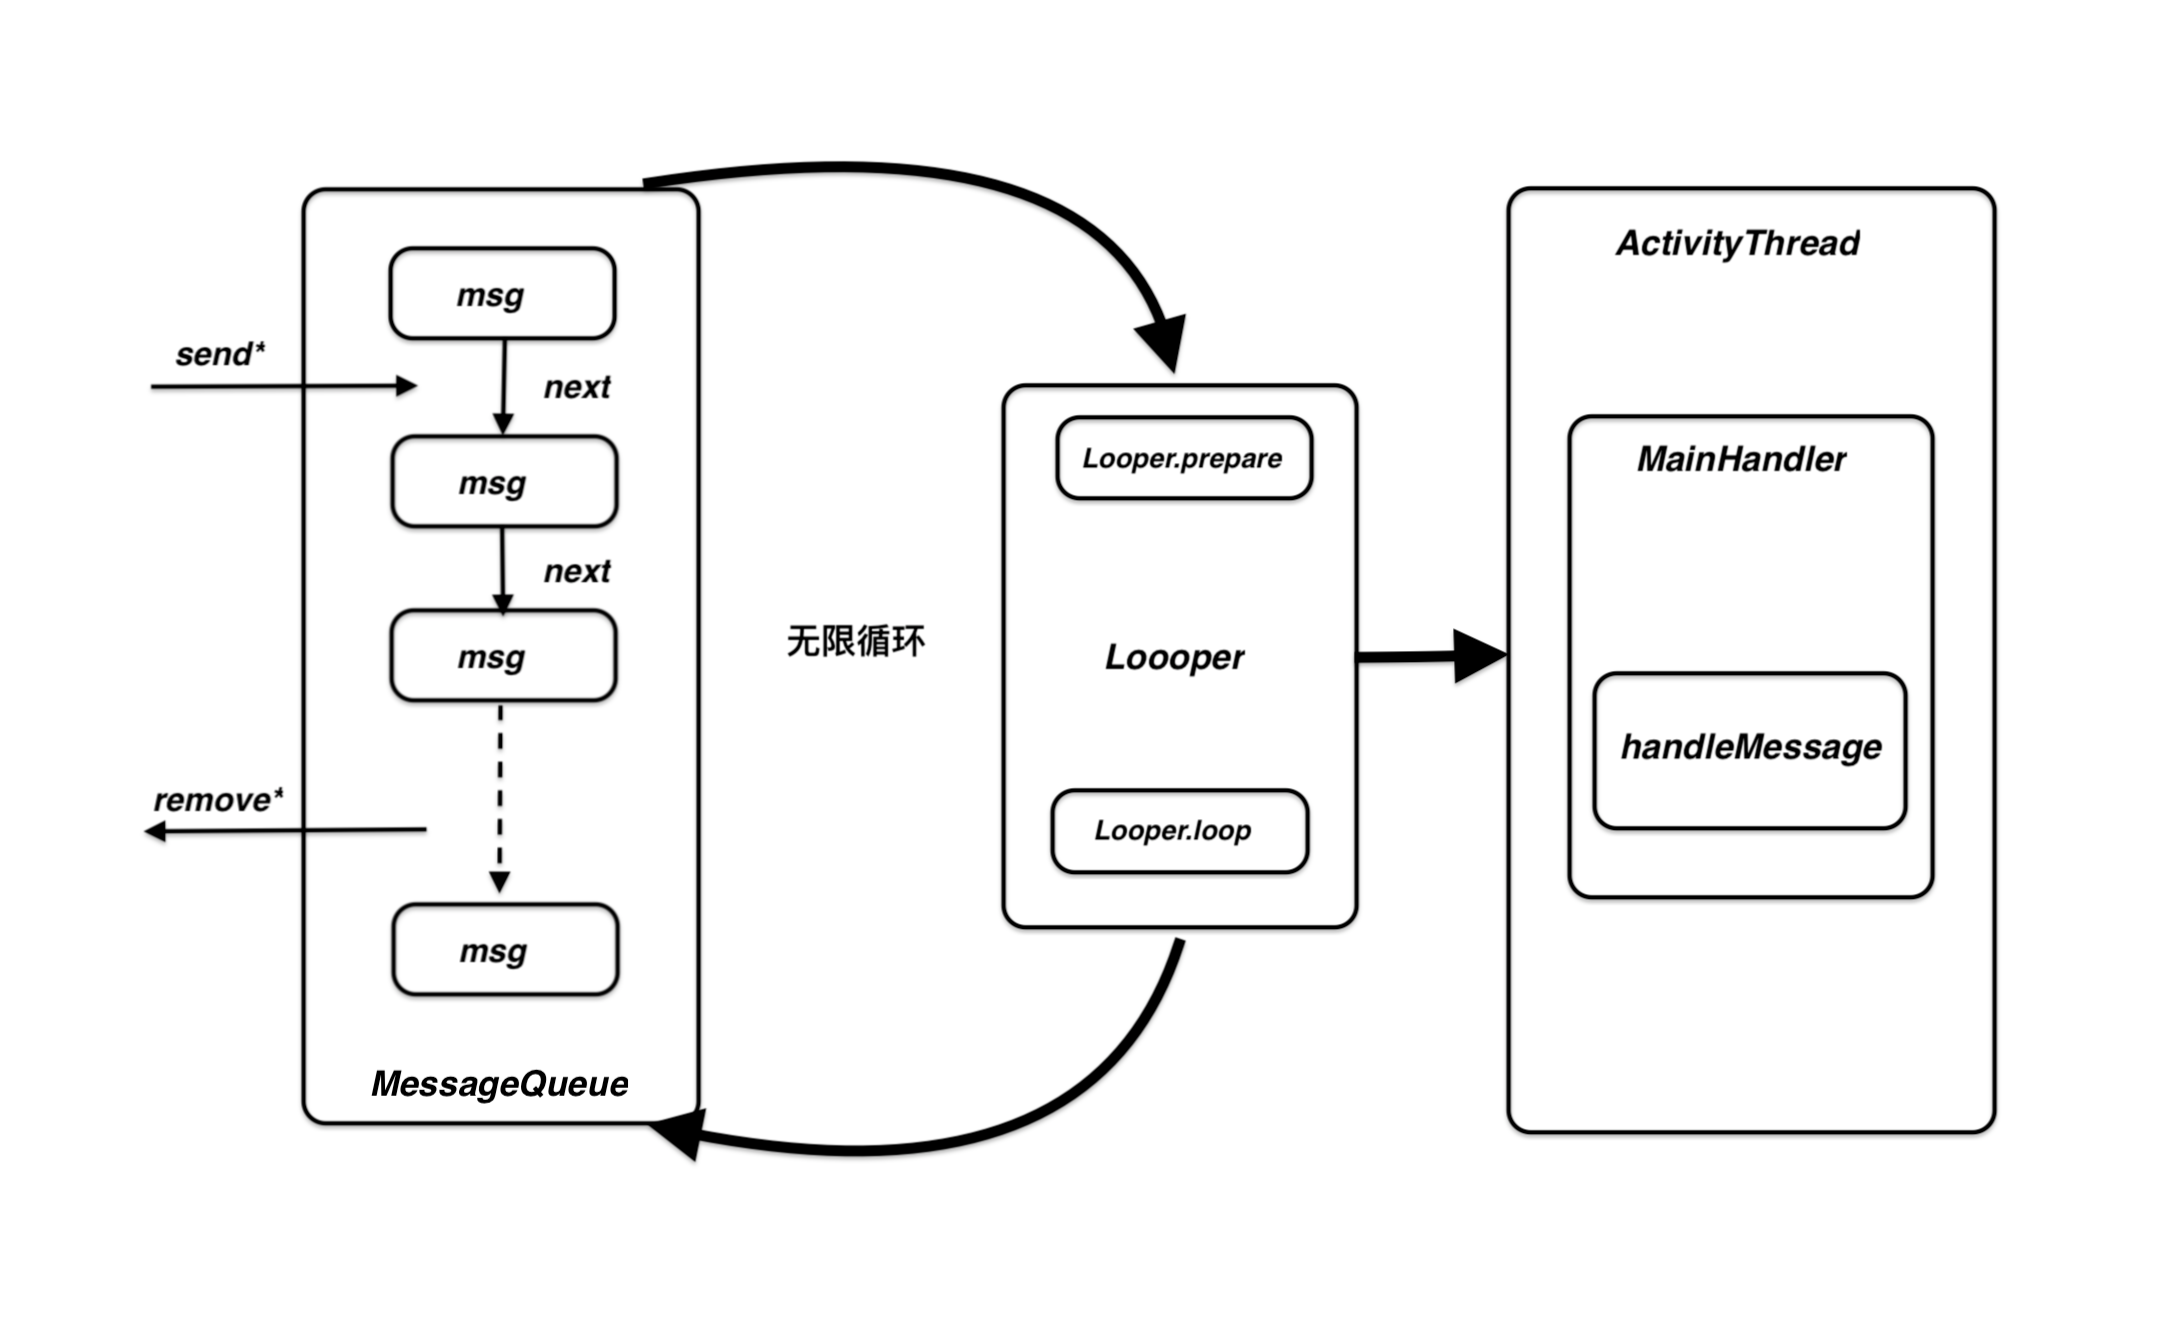 msg
send*
next
msg
next
msg
remove*
msg
MessageQueue
无限循环
Looper.prepare
Loooper
Looper.loop
ActivityThread
MainHandler
handleMessage